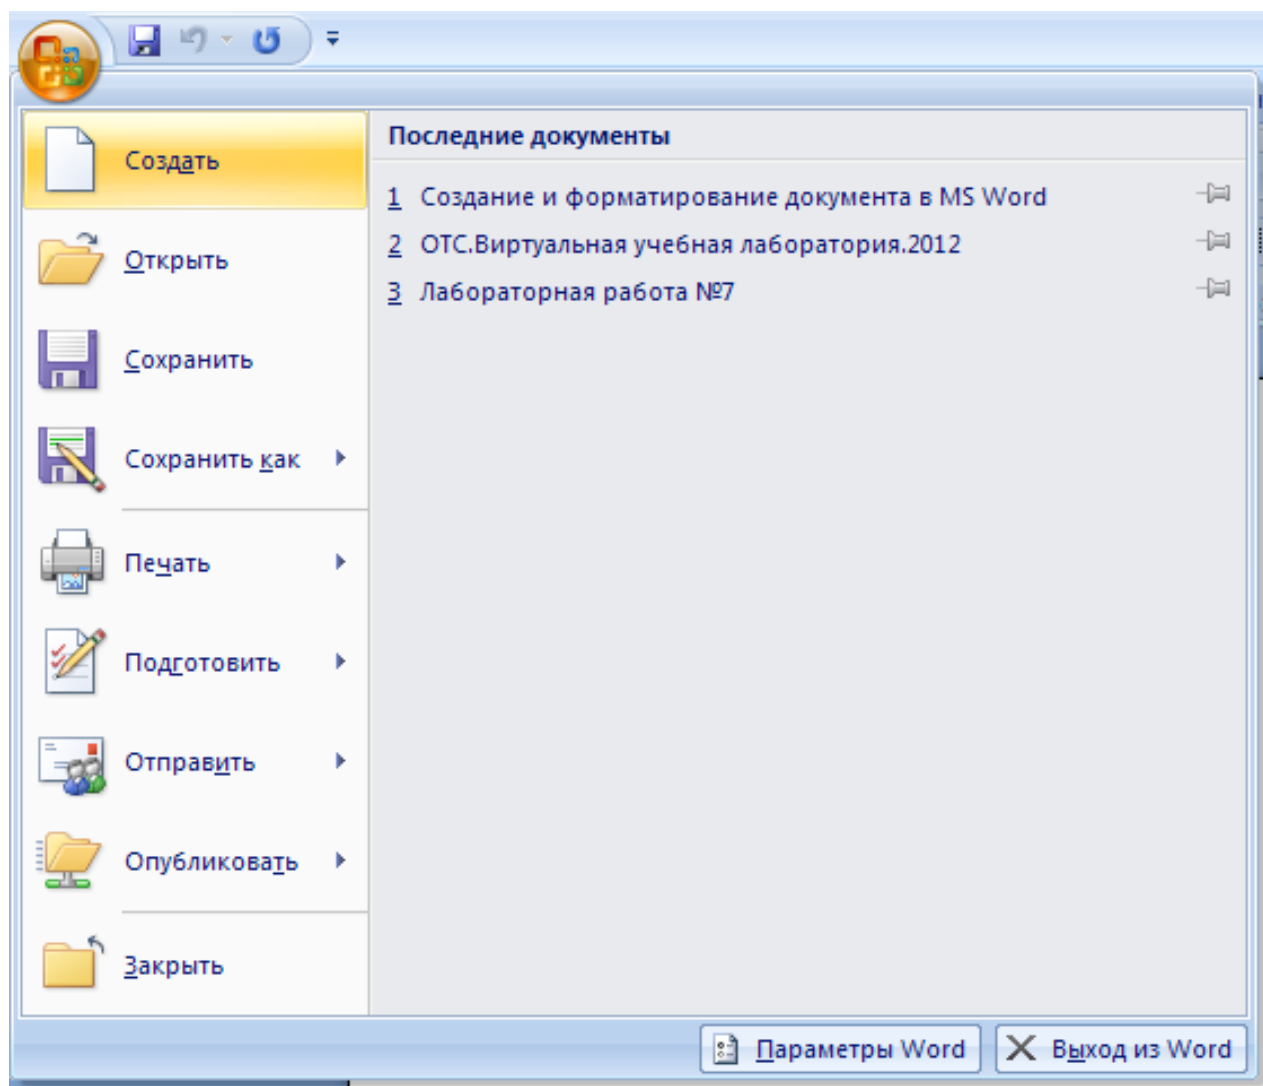 Создать
Открыть
Сохранить
Сохранить как
Печать
Подготовить
Отправить
Опубликовать
Закрыть
Последние документы
1 Создание и форматирование документа в MS Word
2 ОТС.Виртуальная учебная лаборатория.2012
3 Лабораторная работа №7
Параметры Word
Выход из Word